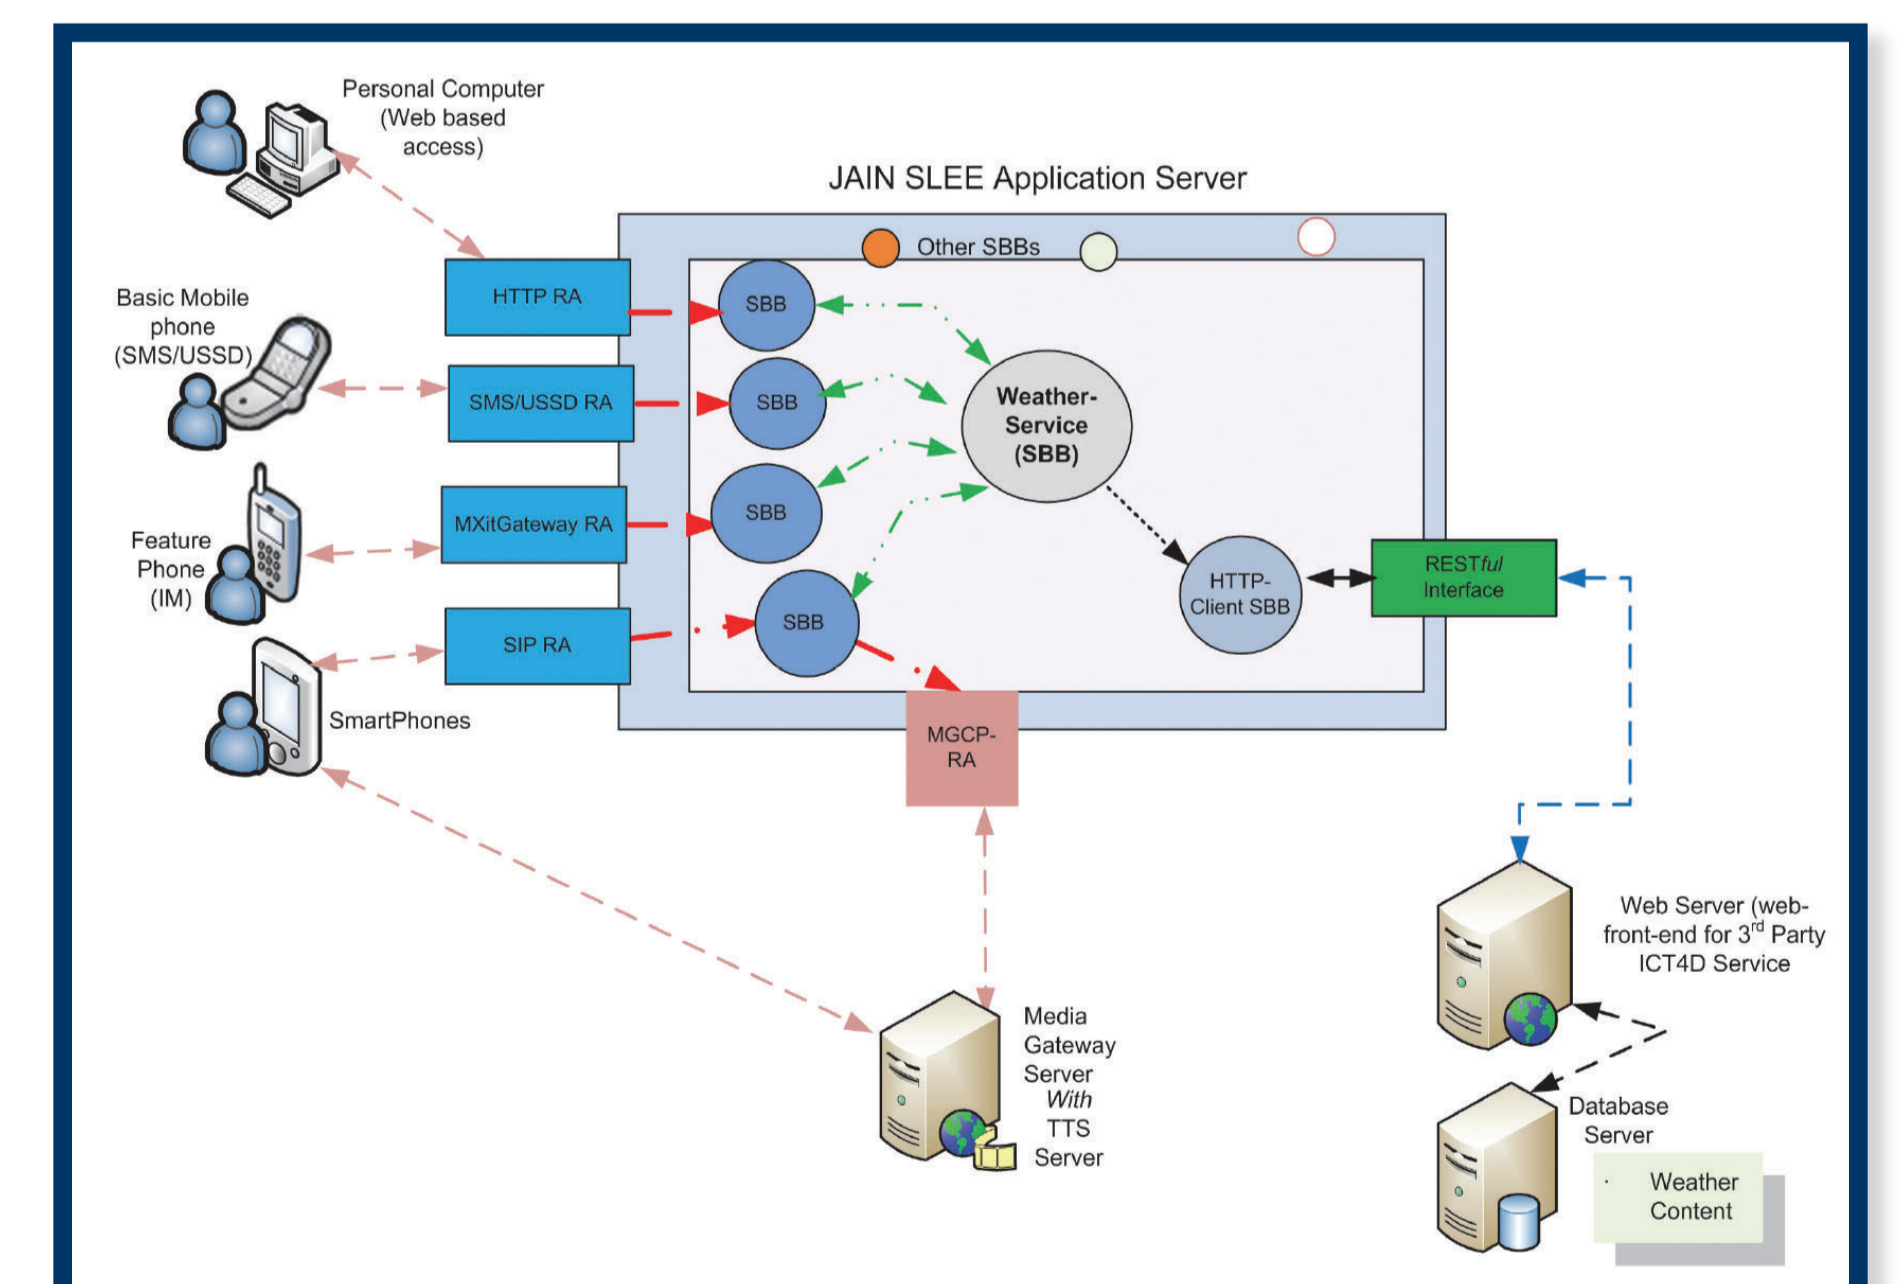 Personal Computer
(Web based
access)
JAIN SLEE Application Server
Other SBBs
Basic Mobile
phone
(SMS/USSD)
HTTP RA
SBB
SMS/USSD RA
SBB
Weather-
Service
(SBB)
MXitGateway RA
SBB
Feature
Phone
(IM)
SIP RA
SBB
HTTP-
Client SBB
RESTful
Interface
SmartPhones
MGCP-
RA
Web Server (web-
front-end for 3rd Party
ICT4D Service
Media
Gateway
Server
With
TTS
Server
Database
Server
· Weather
Content